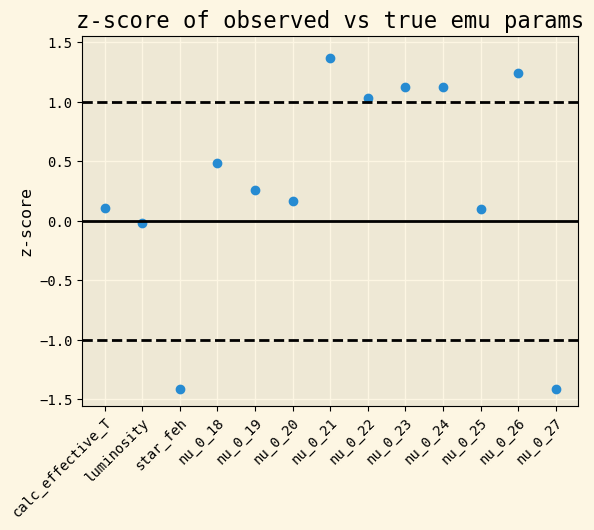 z-score of observed vs true emu params
z-score
1.5
1.0
0.5
0.0
−0.5
−1.0
−1.5
calc_effective_T
luminosity
star_feh
nu_0_18
nu_0_19
nu_0_20
nu_0_21
nu_0_22
nu_0_23
nu_0_24
nu_0_25
nu_0_26
nu_0_27